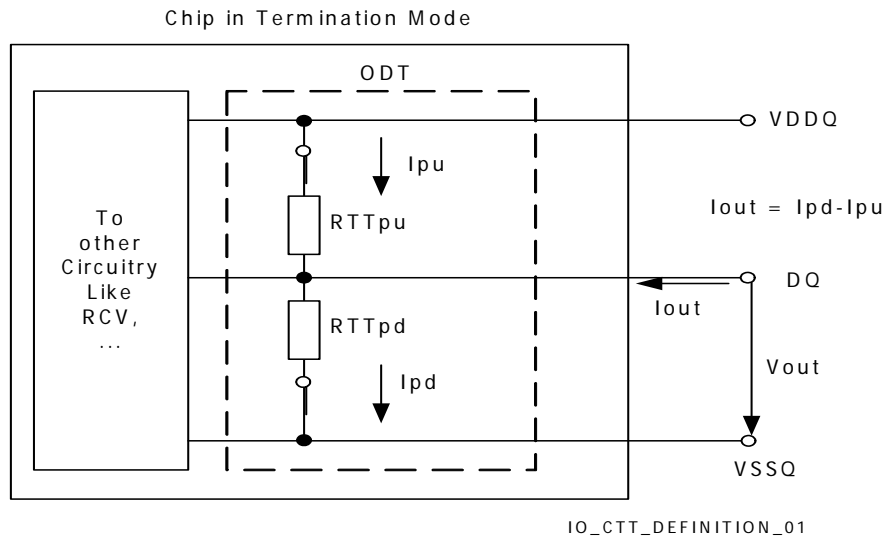 Chip in Termination Mode
ODT
VDDQ
Ipu
Iout = Ipd-Ipu
To
other
Circuitry
Like
RCV,
...
RTTpu
DQ
Iout
RTTpd
Ipd
Vout
VSSQ
IO_CTT_DEFINITION_01